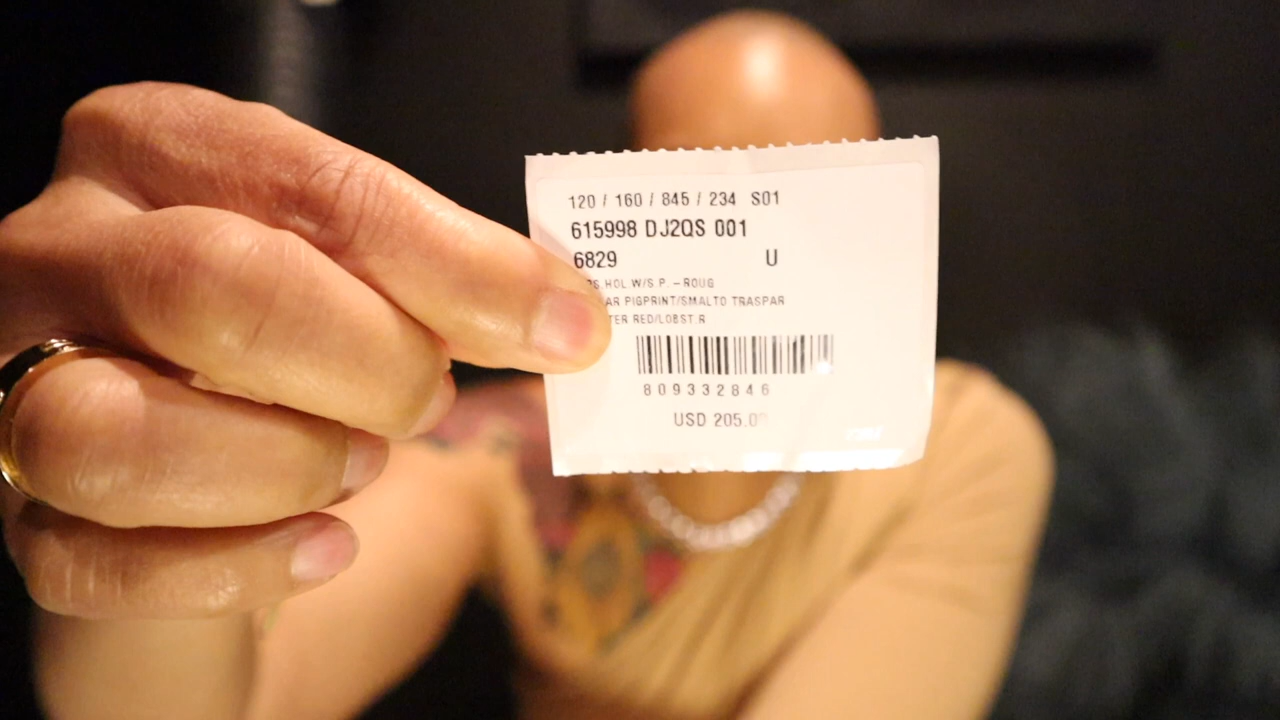 120 / 160 / 845 / 234 S01
615998 DJ2QS 001
6829 U
HOL.W/S.P. - ROUG
PIGPRINT/SMALTO TRASPAR
RED/LOBST.R
809332846
USD 205.0